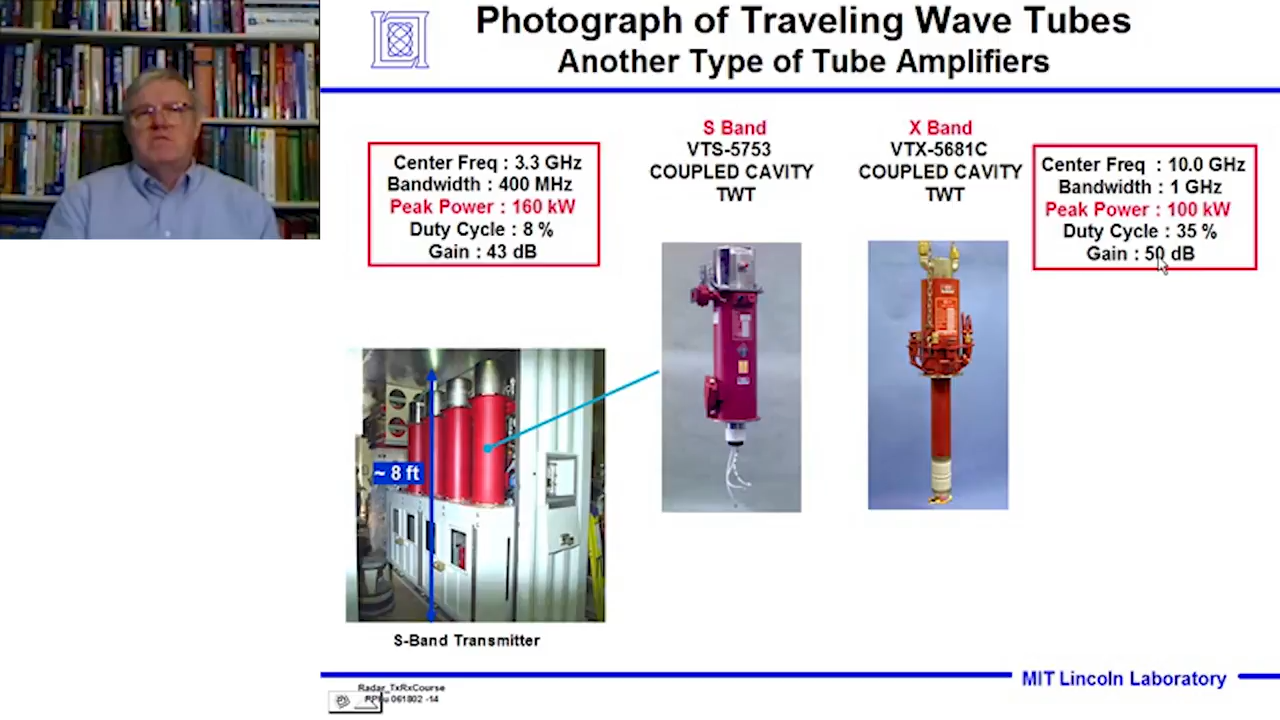 Photograph of Traveling Wave Tubes
Another Type of Tube Amplifiers
Center Freq : 3.3 GHz
Bandwidth : 400 MHz
Peak Power : 160 kW
Duty Cycle : 8 %
Gain : 43 dB
S Band
VTS-5753
COUPLED CAVITY
TWT
X Band
VTX-5681C
COUPLED CAVITY
TWT
Center Freq : 10.0 GHz
Bandwidth : 1 GHz
Peak Power : 100 kW
Duty Cycle : 35 %
Gain : 50 dB
~ 8 ft
S-Band Transmitter
MIT Lincoln Laboratory
Radar_TxRxCourse
061802 -14